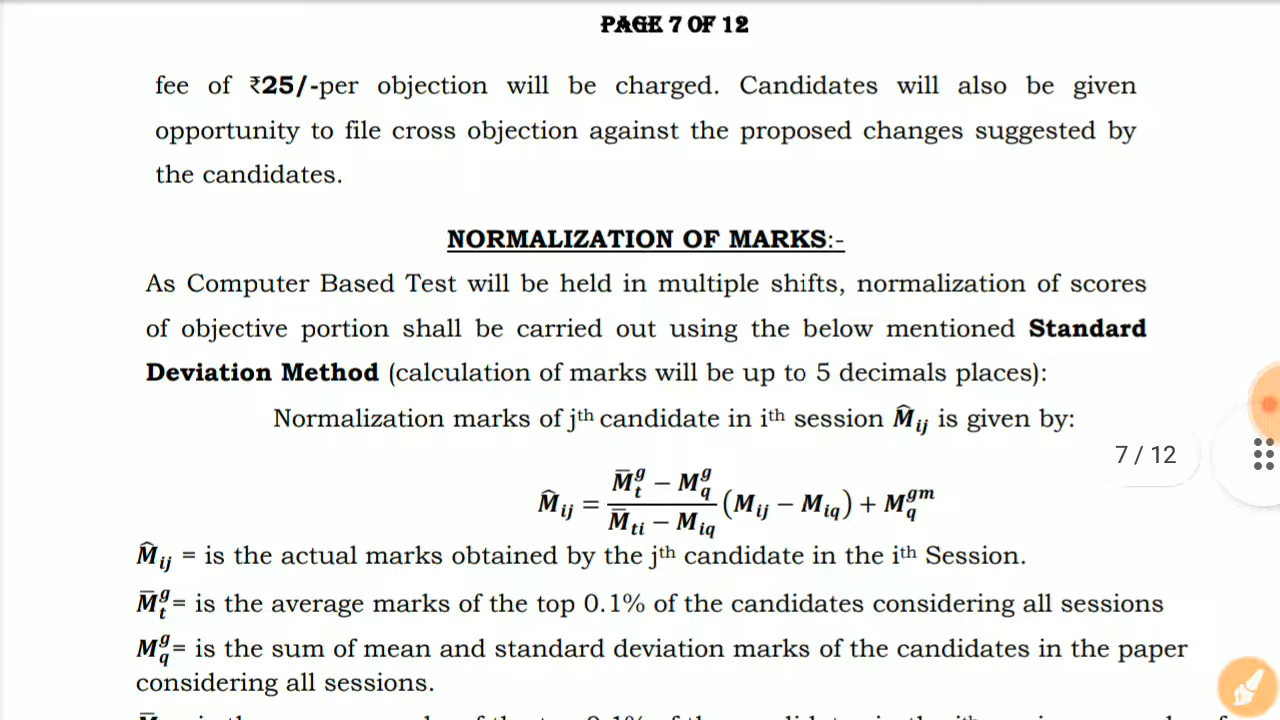 PAGE 7 OF 12
fee of ₹25/-per objection will be charged. Candidates will also be given
opportunity to file cross objection against the proposed changes suggested by
the candidates.
NORMALIZATION OF MARKS:-
As Computer Based Test will be held in multiple shifts, normalization of scores
of objective portion shall be carried out using the below mentioned Standard
Deviation Method (calculation of marks will be up to 5 decimals places):
Normalization marks of jth candidate in ith session M̂ij is given by:
7 / 12
M̂ij = (M̄tg − Mqg) / (M̄ti − Miq) (Mij − Miq) + Mqgm
M̂ij = is the actual marks obtained by the jth candidate in the ith Session.
M̄tg= is the average marks of the top 0.1% of the candidates considering all sessions
Mqg= is the sum of mean and standard deviation marks of the candidates in the paper
considering all sessions.